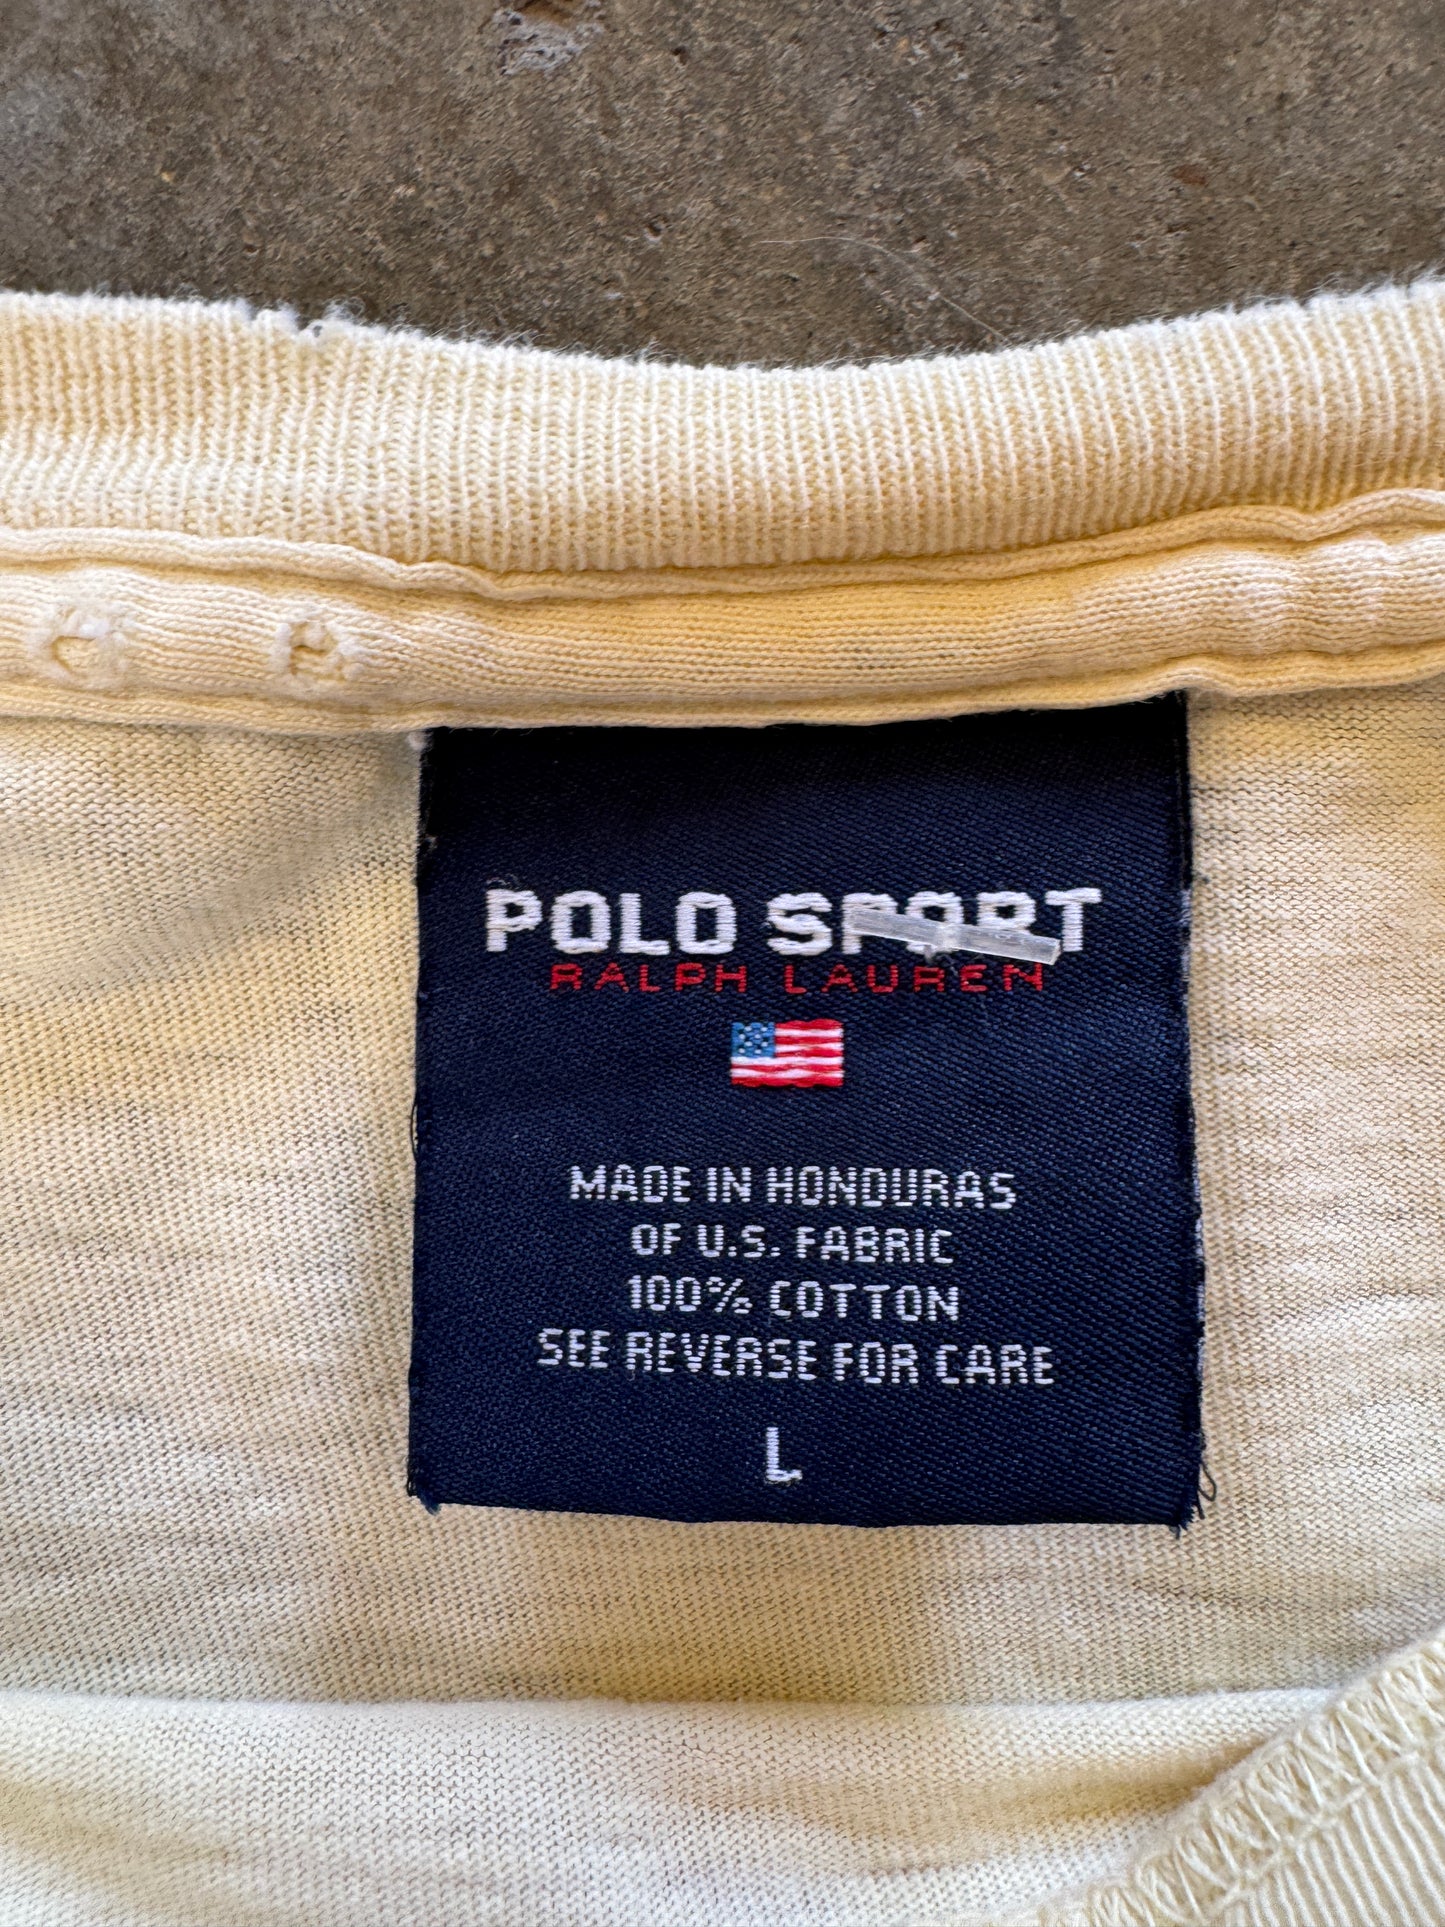 POLO SPORT
RALPH LAUREN
MADE IN HONDURAS
OF U.S. FABRIC
100% COTTON
SEE REVERSE FOR CARE
L